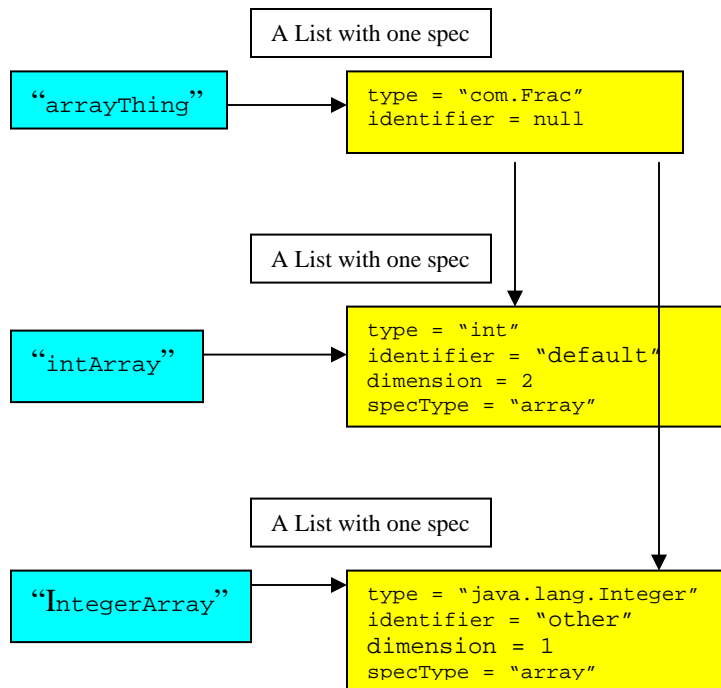 A List with one spec
“arrayThing”
type = “com.Frac”
identifier = null
A List with one spec
“intArray”
type = “int”
identifier = “default”
dimension = 2
specType = “array”
A List with one spec
“IntegerArray”
type = “java.lang.Integer”
identifier = “other”
dimension = 1
specType = “array”